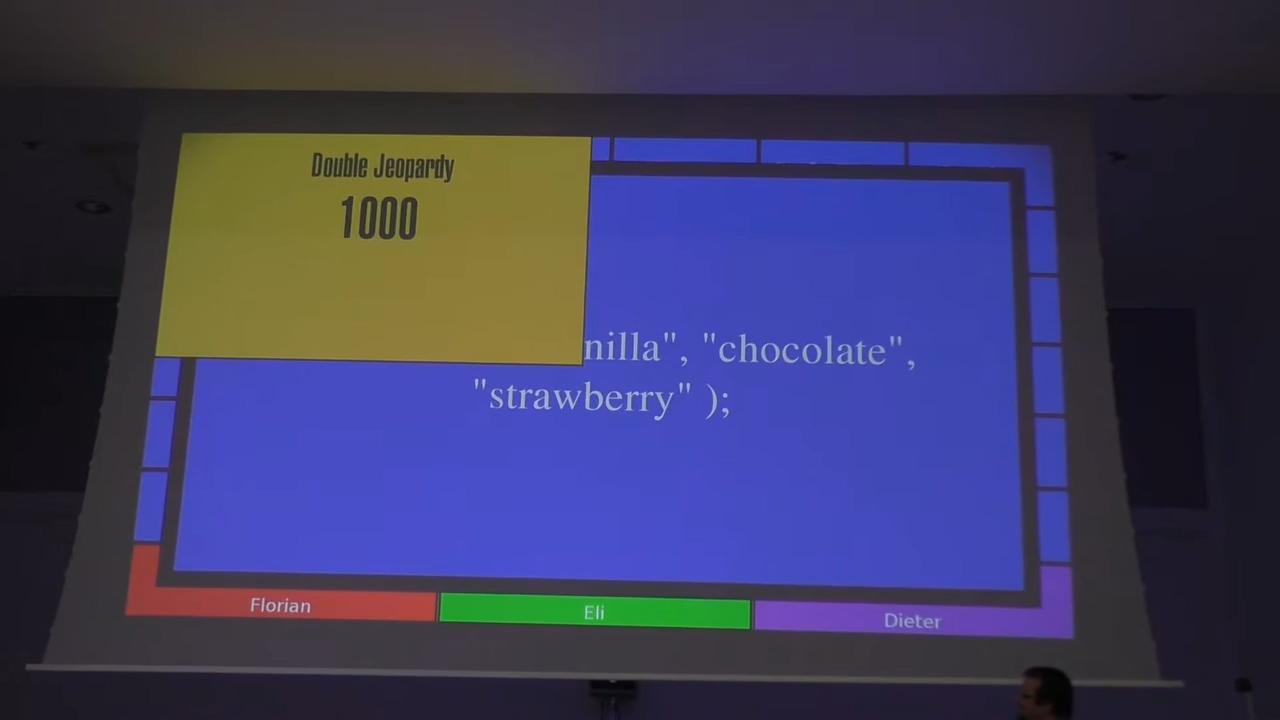 Double Jeopardy
1000
nilla", "chocolate",
"strawberry" );
Florian
Eli
Dieter